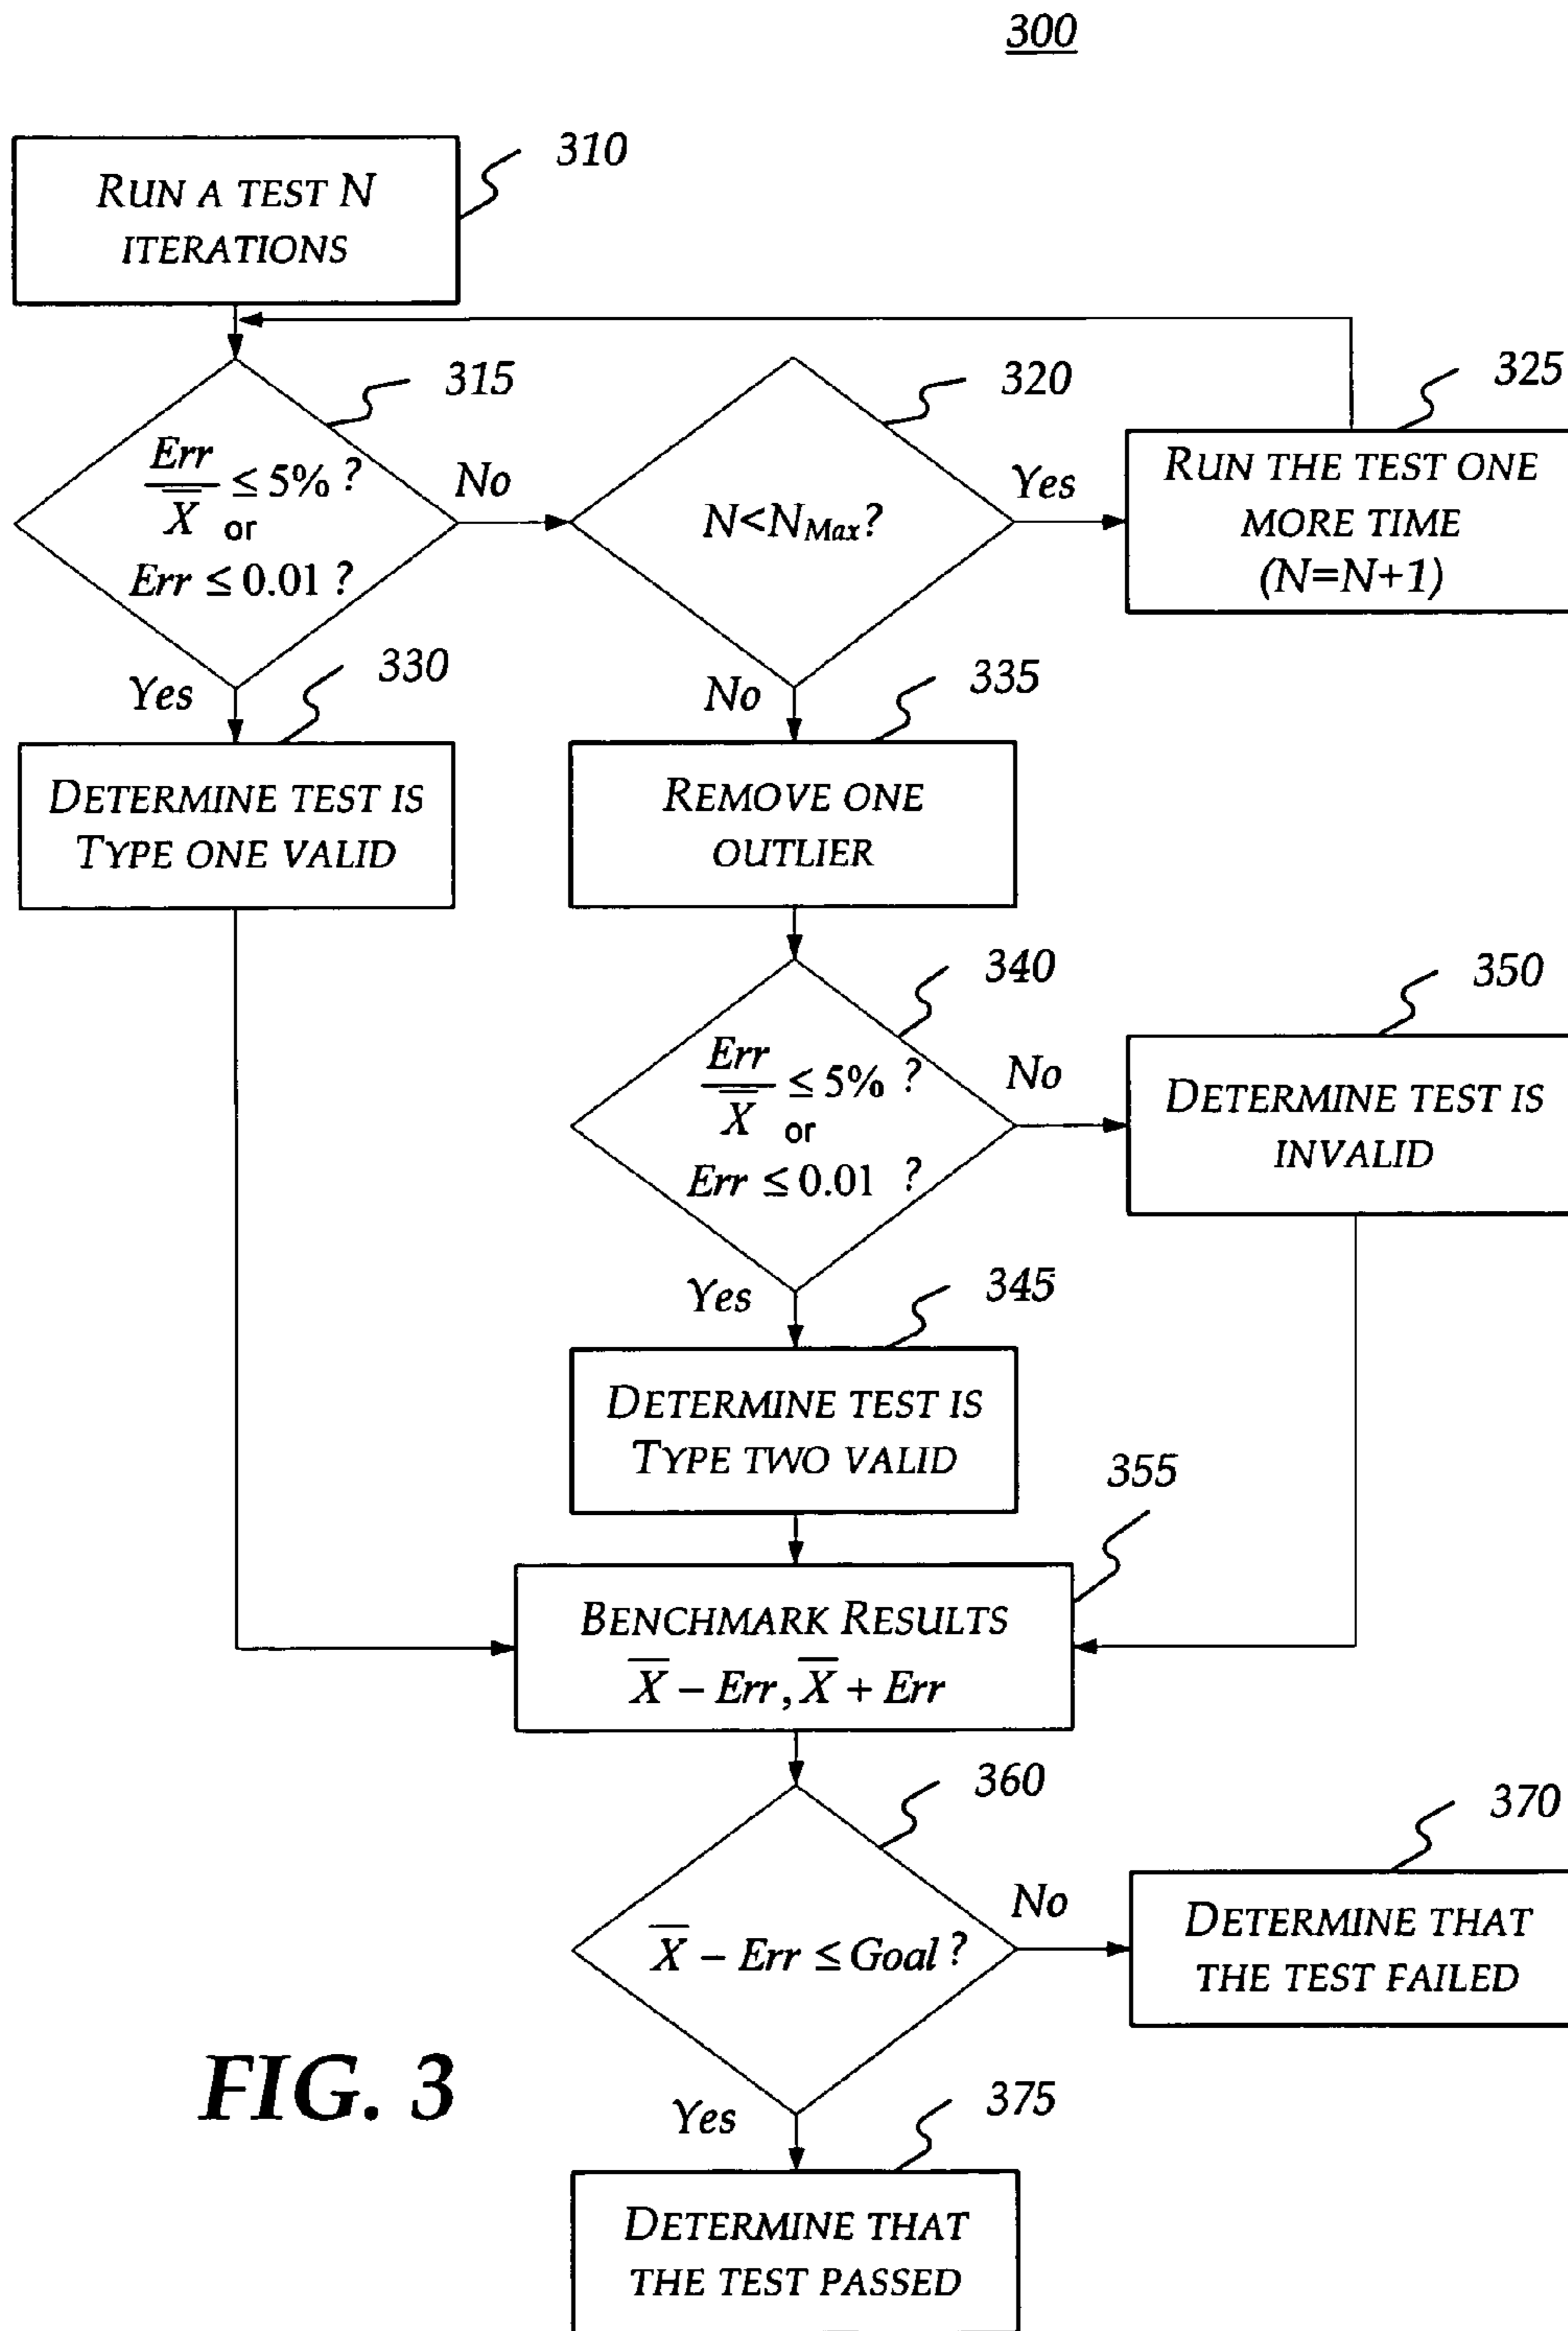 300
310
RUN A TEST N
ITERATIONS
315
Err
X̅ ≤ 5% ?
or
Err ≤ 0.01 ?
No
320
N<N_Max?
Yes
325
RUN THE TEST ONE
MORE TIME
(N=N+1)
Yes
330
DETERMINE TEST IS
TYPE ONE VALID
No
335
REMOVE ONE
OUTLIER
340
Err
X̅ ≤ 5% ?
or
Err ≤ 0.01 ?
No
350
DETERMINE TEST IS
INVALID
Yes
345
DETERMINE TEST IS
TYPE TWO VALID
355
BENCHMARK RESULTS
X̅ − Err, X̅ + Err
360
X̅ − Err ≤ Goal ?
No
370
DETERMINE THAT
THE TEST FAILED
Yes
375
DETERMINE THAT
THE TEST PASSED
FIG. 3